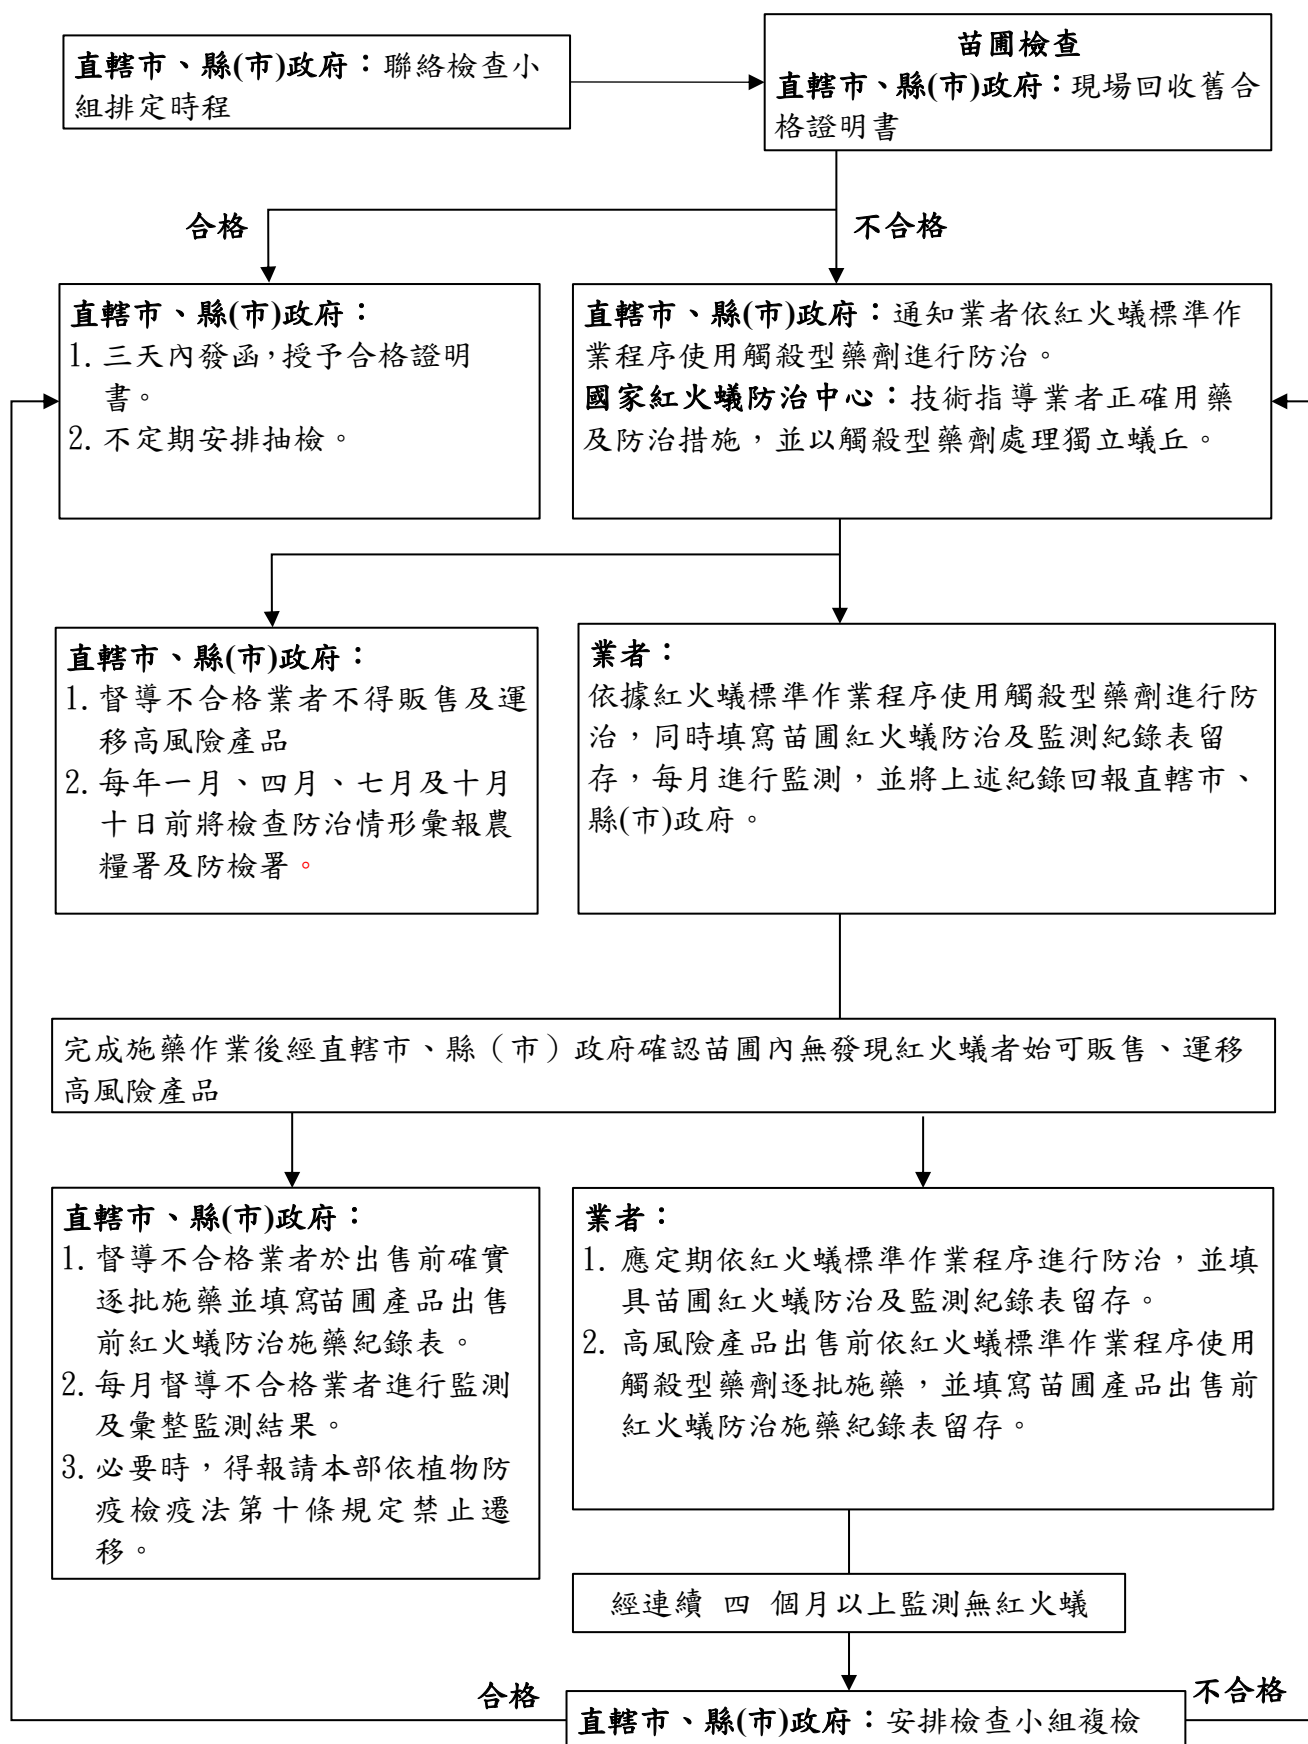 直轄市、縣(市)政府：聯絡檢查小
組排定時程
苗圃檢查
直轄市、縣(市)政府：現場回收舊合
格證明書
合格
不合格
直轄市、縣(市)政府：
1. 三天內發函，授予合格證明
書。
2. 不定期安排抽檢。
直轄市、縣(市)政府：通知業者依紅火蟻標準作
業程序使用觸殺型藥劑進行防治。
國家紅火蟻防治中心：技術指導業者正確用藥
及防治措施，並以觸殺型藥劑處理獨立蟻丘。
直轄市、縣(市)政府：
1. 督導不合格業者不得販售及運
移高風險產品
2. 每年一月、四月、七月及十月
十日前將檢查防治情形彙報農
糧署及防檢署。
業者：
依據紅火蟻標準作業程序使用觸殺型藥劑進行防
治，同時填寫苗圃紅火蟻防治及監測紀錄表留
存，每月進行監測，並將上述紀錄回報直轄市、
縣(市)政府。
完成施藥作業後經直轄市、縣（市）政府確認苗圃內無發現紅火蟻者始可販售、運移
高風險產品
直轄市、縣(市)政府：
1. 督導不合格業者於出售前確實
逐批施藥並填寫苗圃產品出售
前紅火蟻防治施藥紀錄表。
2. 每月督導不合格業者進行監測
及彙整監測結果。
3. 必要時，得報請本部依植物防
疫檢疫法第十條規定禁止遷
移。
業者：
1. 應定期依紅火蟻標準作業程序進行防治，並填
具苗圃紅火蟻防治及監測紀錄表留存。
2. 高風險產品出售前依紅火蟻標準作業程序使用
觸殺型藥劑逐批施藥，並填寫苗圃產品出售前
紅火蟻防治施藥紀錄表留存。
經連續 四 個月以上監測無紅火蟻
合格
不合格
直轄市、縣(市)政府：安排檢查小組複檢